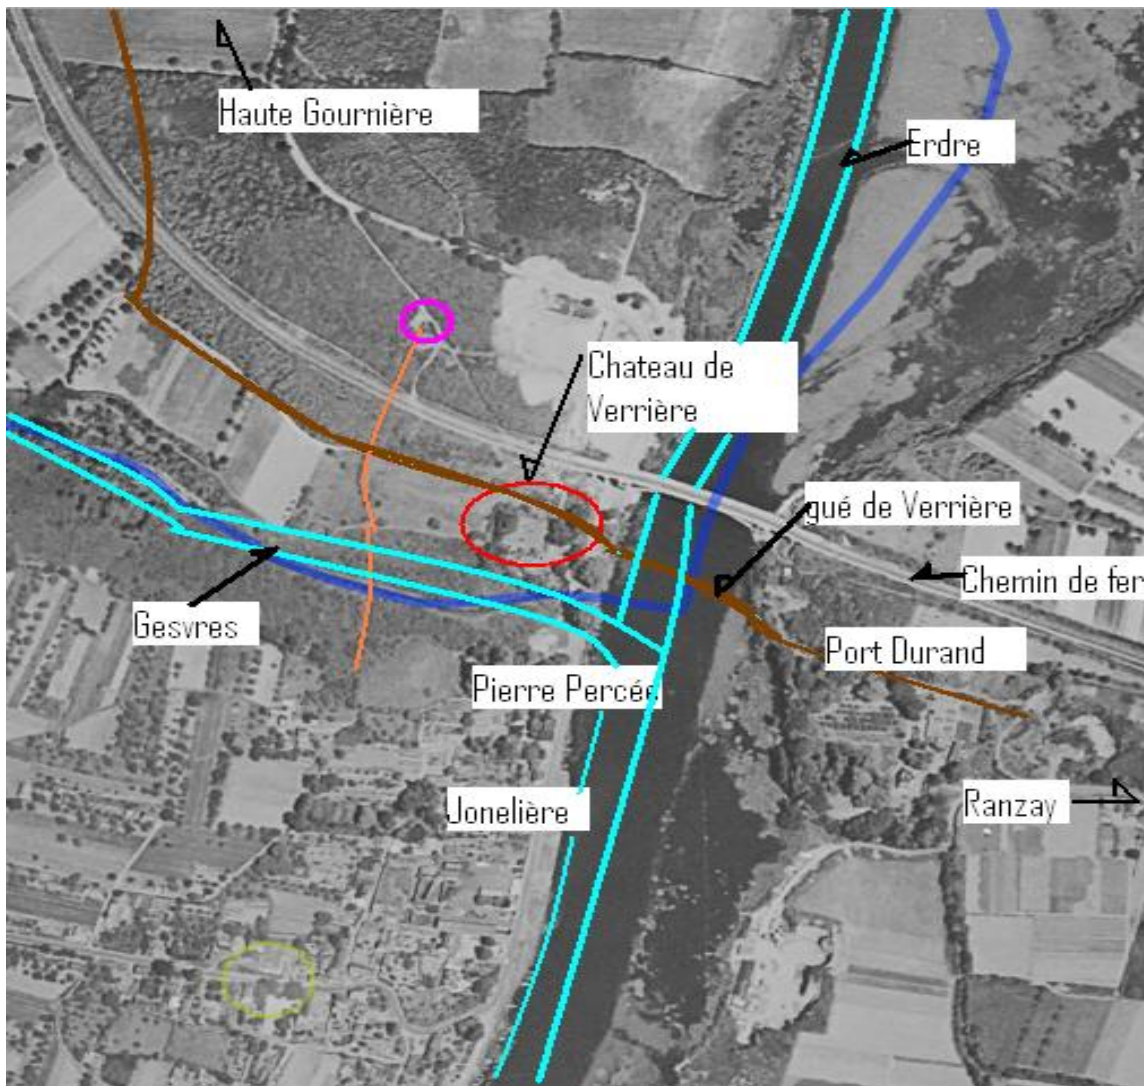 Haute Gournière
Erdre
Chateau de
Verrière
gué de Verrière
Chemin de fer
Gesvres
Port Durand
Pierre Percée
Jonelière
Ranzay